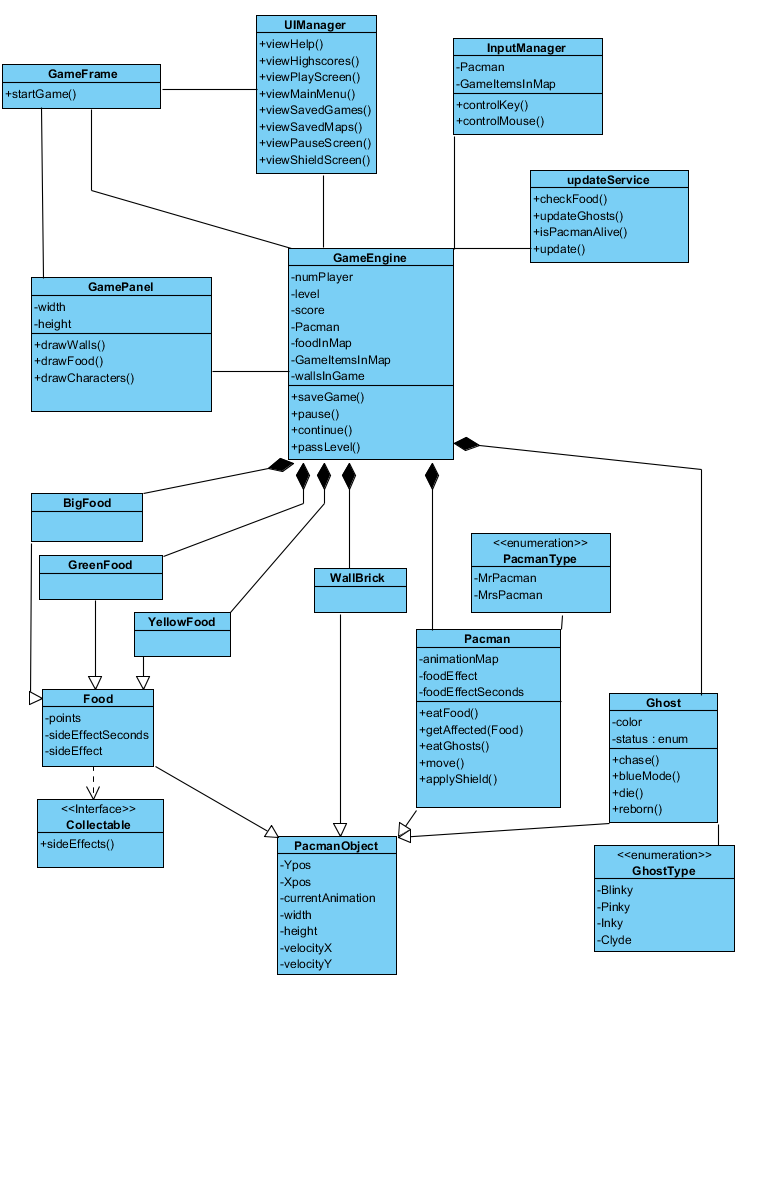 UIManager
+viewHelp()
+viewHighscores()
+viewPlayScreen()
+viewMainMenu()
+viewSavedGames()
+viewSavedMaps()
+viewPauseScreen()
+viewShieldScreen()
InputManager
-Pacman
-GameItemsInMap
+controlKey()
+controlMouse()
GameFrame
+startGame()
updateService
+checkFood()
+updateGhosts()
+isPacmanAlive()
+update()
GameEngine
-numPlayer
-level
-score
-Pacman
-foodInMap
-GameItemsInMap
-wallsInGame
+saveGame()
+pause()
+continue()
+passLevel()
GamePanel
-width
-height
+drawWalls()
+drawFood()
+drawCharacters()
BigFood
GreenFood
YellowFood
WallBrick
<<enumeration>>
PacmanType
-MrPacman
-MrsPacman
Pacman
-animationMap
-foodEffect
-foodEffectSeconds
+eatFood()
+getAffected(Food)
+eatGhosts()
+move()
+applyShield()
Food
-points
-sideEffectSeconds
-sideEffect
Ghost
-color
-status : enum
+chase()
+blueMode()
+die()
+reborn()
<<Interface>>
Collectable
+sideEffects()
PacmanObject
-Ypos
-Xpos
-currentAnimation
-width
-height
-velocityX
-velocityY
<<enumeration>>
GhostType
-Blinky
-Pinky
-Inky
-Clyde